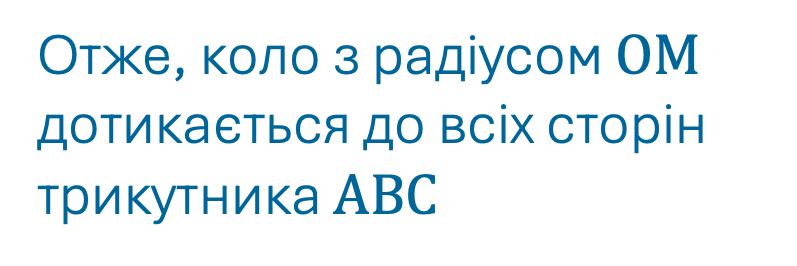 Отже, коло з радіусом OM
дотикається до всіх сторін
трикутника ABC